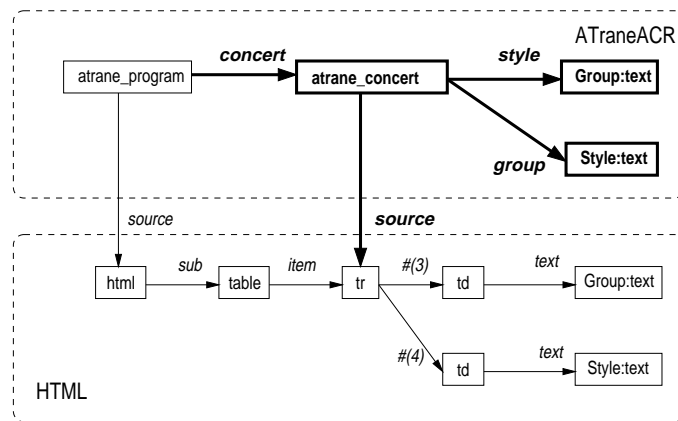 ATraneACR
concert
style
atrane_program
atrane_concert
Group:text
group
Style:text
source
source
sub
item
#(3)
text
html
table
tr
td
Group:text
#(4)
text
td
Style:text
HTML